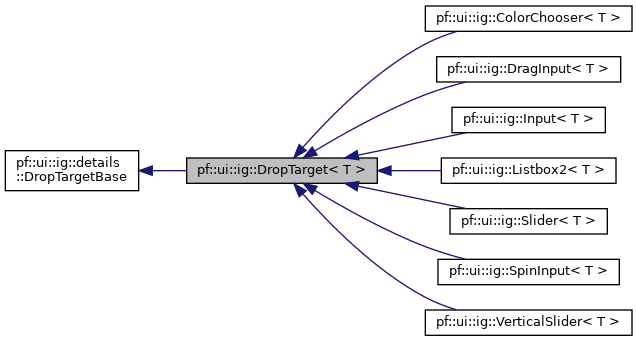 pf::ui::ig::ColorChooser< T >
pf::ui::ig::DragInput< T >
pf::ui::ig::Input< T >
pf::ui::ig::details
::DropTargetBase
pf::ui::ig::DropTarget< T >
pf::ui::ig::Listbox2< T >
pf::ui::ig::Slider< T >
pf::ui::ig::SpinInput< T >
pf::ui::ig::VerticalSlider< T >